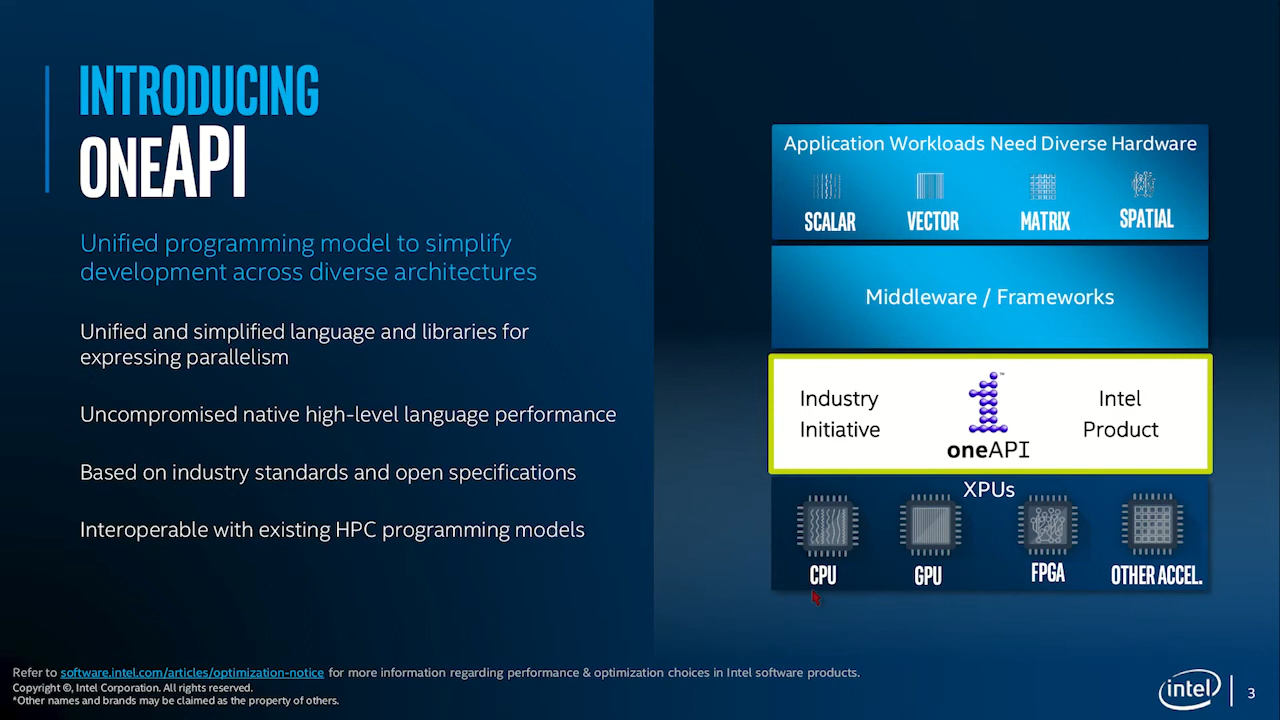 INTRODUCING
ONEAPI
Unified programming model to simplify
development across diverse architectures
Unified and simplified language and libraries for
expressing parallelism
Uncompromised native high-level language performance
Based on industry standards and open specifications
Interoperable with existing HPC programming models
Application Workloads Need Diverse Hardware
SCALAR VECTOR MATRIX SPATIAL
Middleware / Frameworks
Industry
Initiative
™
oneAPI
Intel
Product
XPUs
CPU GPU FPGA OTHER ACCEL.
Refer to software.intel.com/articles/optimization-notice for more information regarding performance & optimization choices in Intel software products.
Copyright ©, Intel Corporation. All rights reserved.
*Other names and brands may be claimed as the property of others.
intel 3